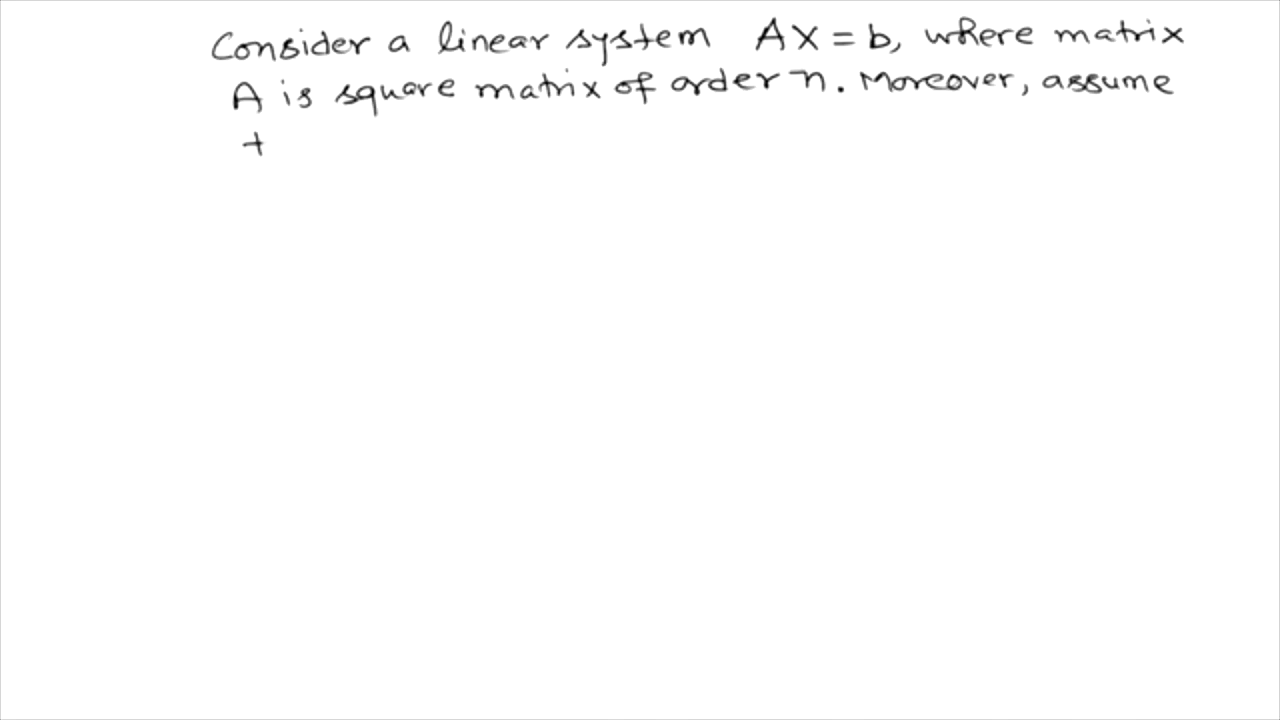 Consider a linear system AX = b, where matrix
A is square matrix of order n. Moreover, assume
t